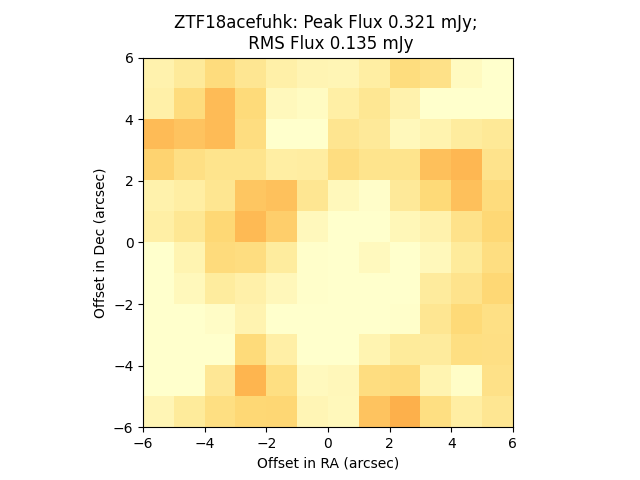 ZTF18acefuhk: Peak Flux 0.321 mJy;
RMS Flux 0.135 mJy
6
4
2
0
−2
−4
−6
Offset in Dec (arcsec)
−6 −4 −2 0 2 4 6
Offset in RA (arcsec)